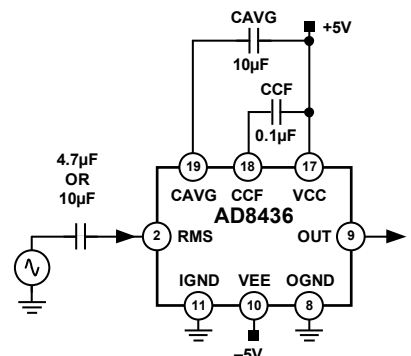 CAVG
+5V
10µF
CCF
4.7µF
OR
10µF
0.1µF
19
18
17
CAVG
CCF
VCC
AD8436
2
RMS
OUT
9
IGND
VEE
OGND
11
10
8
–5V